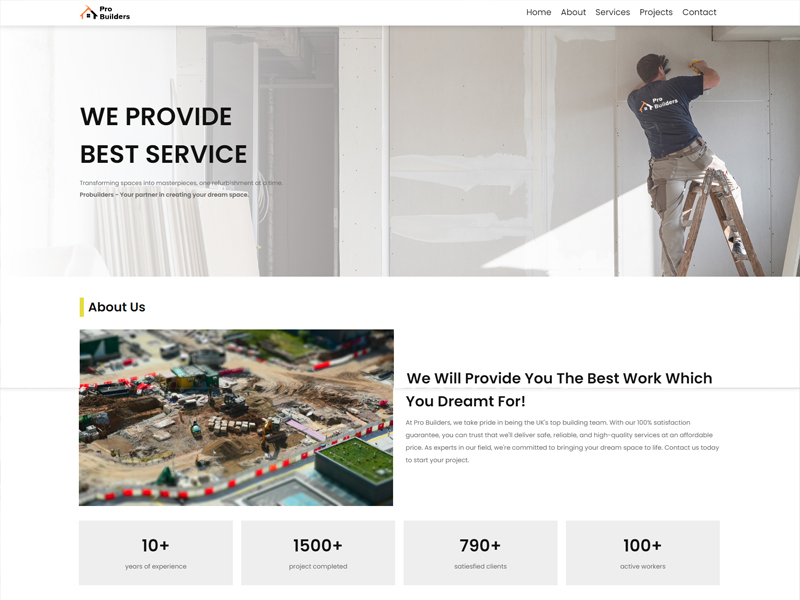 Pro
Builders
Home About Services Projects Contact
Pro
Builders
WE PROVIDE
BEST SERVICE
Transforming spaces into masterpieces, one refurbishment at a time.
Probuilders – Your partner in creating your dream space.
About Us
We Will Provide You The Best Work Which
You Dreamt For!
At Pro Builders, we take pride in being the UK's top building team. With our 100% satisfaction
guarantee, you can trust that we'll deliver safe, reliable, and high-quality services at an affordable
price. As experts in our field, we're committed to bringing your dream space to life. Contact us today
to start your project.
10+ 1500+ 790+ 100+
years of experience project completed satiesfied clients active workers